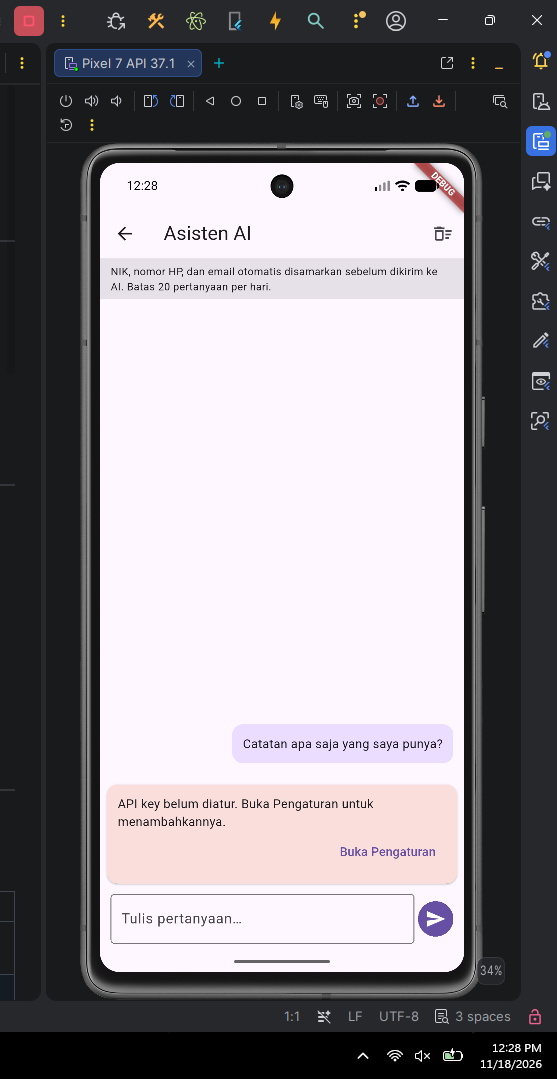 Pixel 7 API 37.1
12:28
DEBUG
Asisten AI
NIK, nomor HP, dan email otomatis disamarkan sebelum dikirim ke
AI. Batas 20 pertanyaan per hari.
Catatan apa saja yang saya punya?
API key belum diatur. Buka Pengaturan untuk
menambahkannya.
Buka Pengaturan
Tulis pertanyaan...
34%
1:1
LF
UTF-8
3 spaces
12:28 PM
11/18/2026